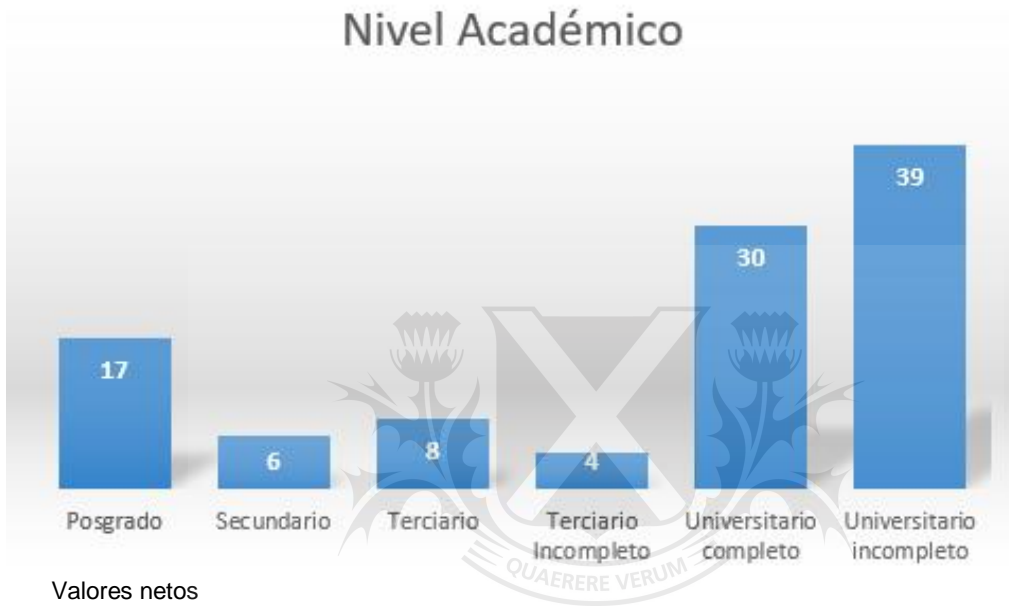 Nivel Académico
39
30
17
8
6
4
Posgrado
Secundario
Terciario
Terciario
Incompleto
Universitario
completo
Universitario
incompleto
QUAERERE VERUM
Valores netos